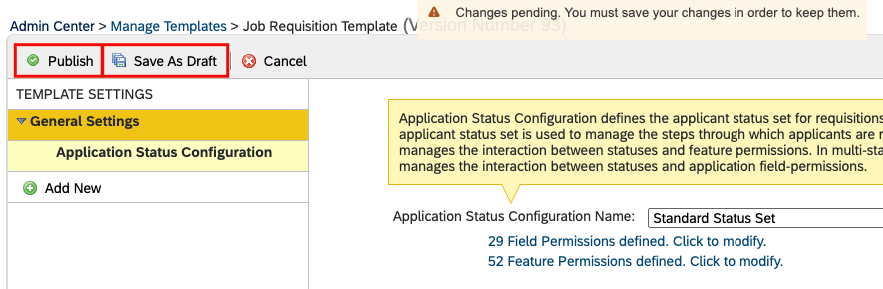 Changes pending. You must save your changes in order to keep them.
Admin Center > Manage Templates > Job Requisition Template (Version Number 93)
Publish
Save As Draft
Cancel
TEMPLATE SETTINGS
General Settings
Application Status Configuration
Add New
Application Status Configuration defines the applicant status set for requisitions
applicant status set is used to manage the steps through which applicants are
manages the interaction between statuses and feature permissions. In
manages the interaction between statuses and application field-permissions.
Application Status Configuration Name:
Standard Status Set
29 Field Permissions defined. Click to modify.
52 Feature Permissions defined. Click to modify.